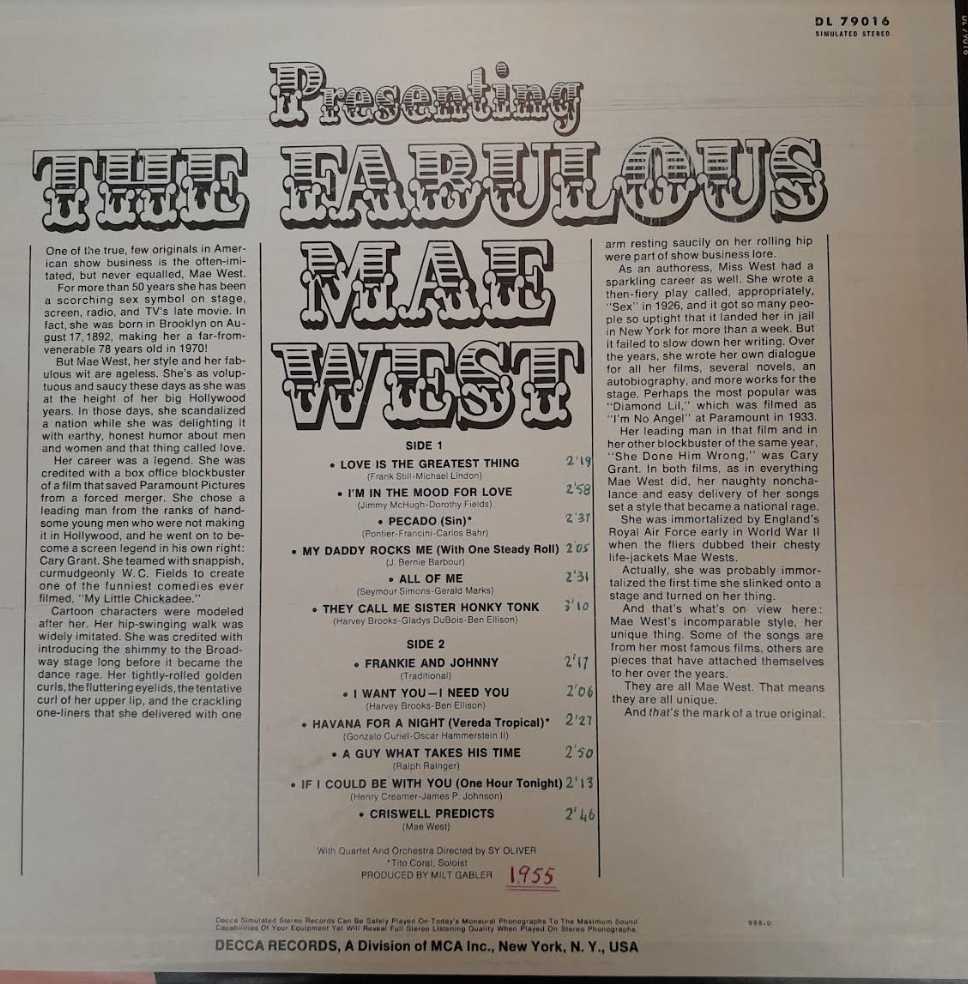 DL 79016
SIMULATED STEREO
Presenting
THE FABULOUS
MAE
WEST
One of the true, few originals in Amer-
ican show business is the often-imi-
tated, but never equalled, Mae West.
For more than 50 years she has been
a scorching sex symbol on stage,
screen, radio, and TV's late movie. In
fact, she was born in Brooklyn on Au-
gust 17, 1892, making her a far-from-
venerable 78 years old in 1970!
But Mae West, her style and her fab-
ulous wit are ageless. She's as volup-
tuous and saucy these days as she was
at the height of her big Hollywood
years. In those days, she scandalized
a nation while she was delighting it
with earthy, honest humor about men
and women and that thing called love.
Her career was a legend. She was
credited with a box office blockbuster
of a film that saved Paramount Pictures
from a forced merger. She chose a
leading man from the ranks of hand-
some young men who were not making
it in Hollywood, and he went on to be-
come a screen legend in his own right:
Cary Grant. She teamed with snappish,
curmudgeonly W.C. Fields to create
one of the funniest comedies ever
filmed, "My Little Chickadee."
Cartoon characters were modeled
after her. Her hip-swinging walk was
widely imitated. She was credited with
introducing the shimmy to the Broad-
way stage long before it became the
dance rage. Her tightly-rolled golden
curls, the fluttering eyelids, the tentative
curl of her upper lip, and the crackling
one-liners that she delivered with one
SIDE 1
• LOVE IS THE GREATEST THING 2'19
(Frank Still-Michael Lindon)
• I'M IN THE MOOD FOR LOVE 2'58
(Jimmy McHugh-Dorothy Fields)
• PECADO (Sin)* 2'37
(Pontier-Francini-Carlos Bahr)
• MY DADDY ROCKS ME (With One Steady Roll) 2'05
(J. Bernie Barbour)
• ALL OF ME 2'31
(Seymour Simons-Gerald Marks)
• THEY CALL ME SISTER HONKY TONK 3'10
(Harvey Brooks-Gladys DuBois-Ben Ellison)
SIDE 2
• FRANKIE AND JOHNNY 2'17
(Traditional)
• I WANT YOU—I NEED YOU 2'06
(Harvey Brooks-Ben Ellison)
• HAVANA FOR A NIGHT (Vereda Tropical)* 2'27
(Gonzalo Curiel-Oscar Hammerstein II)
• A GUY WHAT TAKES HIS TIME 2'50
(Ralph Rainger)
• IF I COULD BE WITH YOU (One Hour Tonight) 2'13
(Henry Creamer-James P. Johnson)
• CRISWELL PREDICTS 2'46
(Mae West)
With Quartet And Orchestra Directed by SY OLIVER
*Tito Coral, Soloist
PRODUCED BY MILT GABLER 1955
arm resting saucily on her rolling hip
were part of show business lore.
As an authoress, Miss West had a
sparkling career as well. She wrote a
then-fiery play called, appropriately,
"Sex" in 1926, and it got so many peo-
ple so uptight that it landed her in jail
in New York for more than a week. But
it failed to slow down her writing. Over
the years, she wrote her own dialogue
for all her films, several novels, an
autobiography, and more works for the
stage. Perhaps the most popular was
"Diamond Lil," which was filmed as
"I'm No Angel" at Paramount in 1933.
Her leading man in that film and in
her other blockbuster of the same year,
"She Done Him Wrong," was Cary
Grant. In both films, as in everything
Mae West did, her naughty noncha-
lance and easy delivery of her songs
set a style that became a national rage.
She was immortalized by England's
Royal Air Force early in World War II
when the fliers dubbed their chesty
life-jackets Mae Wests.
Actually, she was probably immor-
talized the first time she slinked onto a
stage and turned on her thing.
And that's what's on view here:
Mae West's incomparable style, her
unique thing. Some of the songs are
from her most famous films, others are
pieces that have attached themselves
to her over the years.
They are all Mae West. That means
they are all unique.
And that's the mark of a true original.
Decca Simulated Stereo Records Can Be Safely Played On Today's Monaural Phonographs To The Maximum Sound
Capabilities Of Your Equipment Yet Will Reveal Full Stereo Listening Quality When Played On Stereo Phonographs.
DECCA RECORDS, A Division of MCA Inc., New York, N. Y., USA